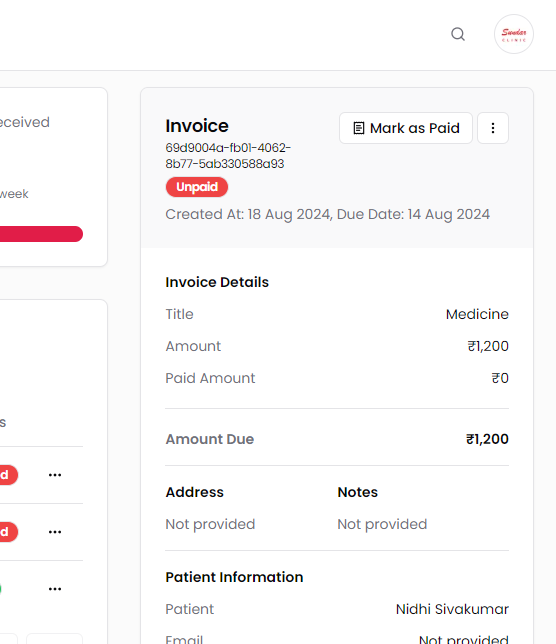 Sundar
CLINIC
eceived
week
s
d
d
Invoice
69d9004a-fb01-4062-
8b77-5ab330588a93
Mark as Paid
Unpaid
Created At: 18 Aug 2024, Due Date: 14 Aug 2024
Invoice Details
Title Medicine
Amount ₹1,200
Paid Amount ₹0
Amount Due ₹1,200
Address Notes
Not provided Not provided
Patient Information
Patient Nidhi Sivakumar
Email Not provided